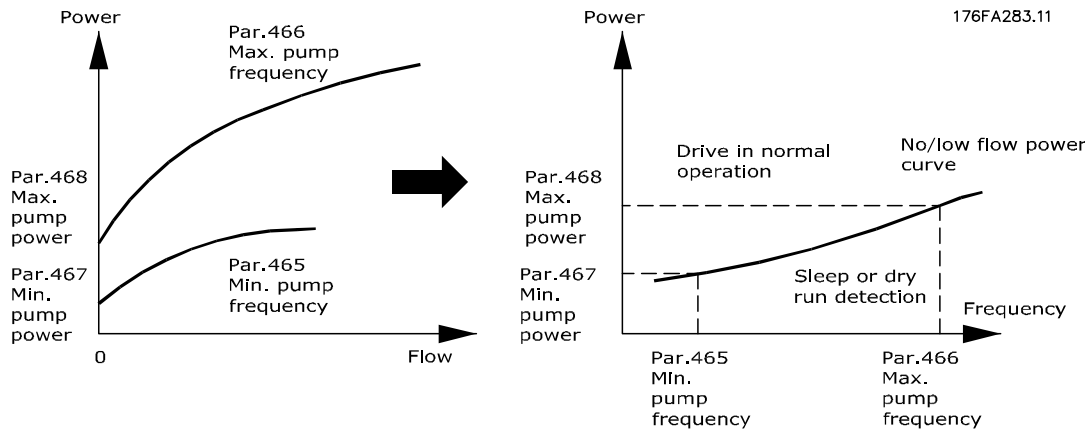 Power
Par.466
Max. pump
frequency
Par.468
Max.
pump
power
Par.467
Min.
pump
power
Par.465
Min. pump
frequency
0
Flow
Power
176FA283.11
Drive in normal
operation
No/low flow power
curve
Par.468
Max.
pump
power
Par.467
Min.
pump
power
Sleep or dry
run detection
Frequency
Par.465
Min.
pump
frequency
Par.466
Max.
pump
frequency